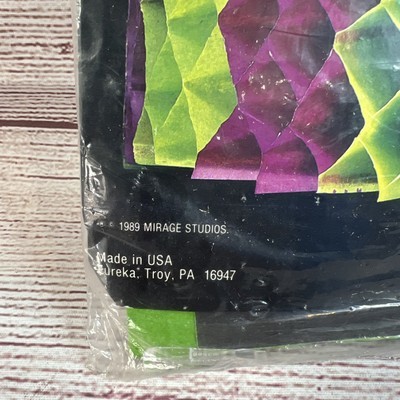 © 1989 MIRAGE STUDIOS.
Made in USA
Eureka, Troy, PA 16947